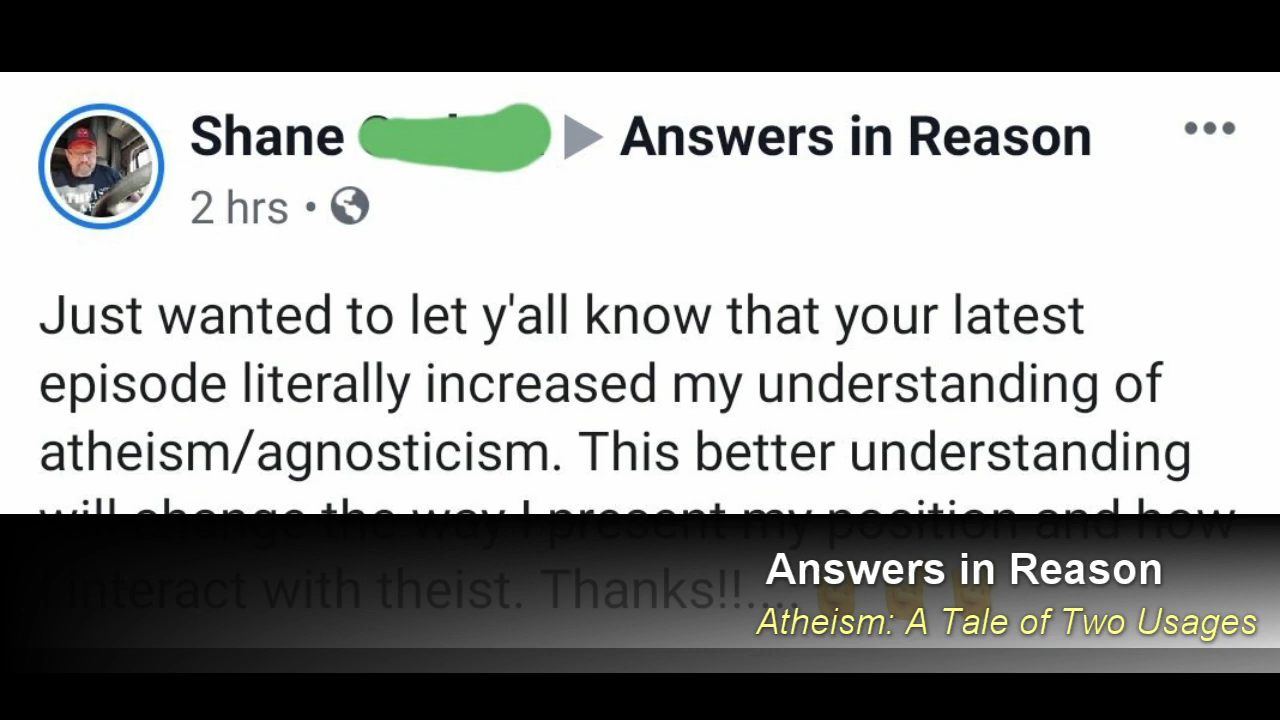 Shane ▶ Answers in Reason
2 hrs •
Just wanted to let y'all know that your latest
episode literally increased my understanding of
atheism/agnosticism. This better understanding
will change the way I present my position and how
I interact with theist. Thanks!!....
Answers in Reason
Atheism: A Tale of Two Usages